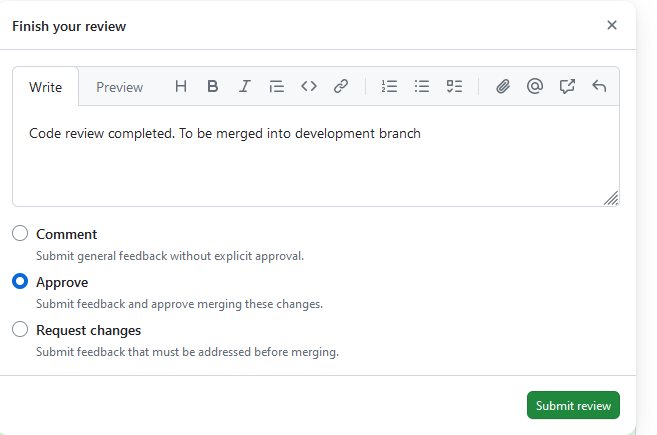 Finish your review
Write
Preview
Code review completed. To be merged into development branch
Comment
Submit general feedback without explicit approval.
Approve
Submit feedback and approve merging these changes.
Request changes
Submit feedback that must be addressed before merging.
Submit review